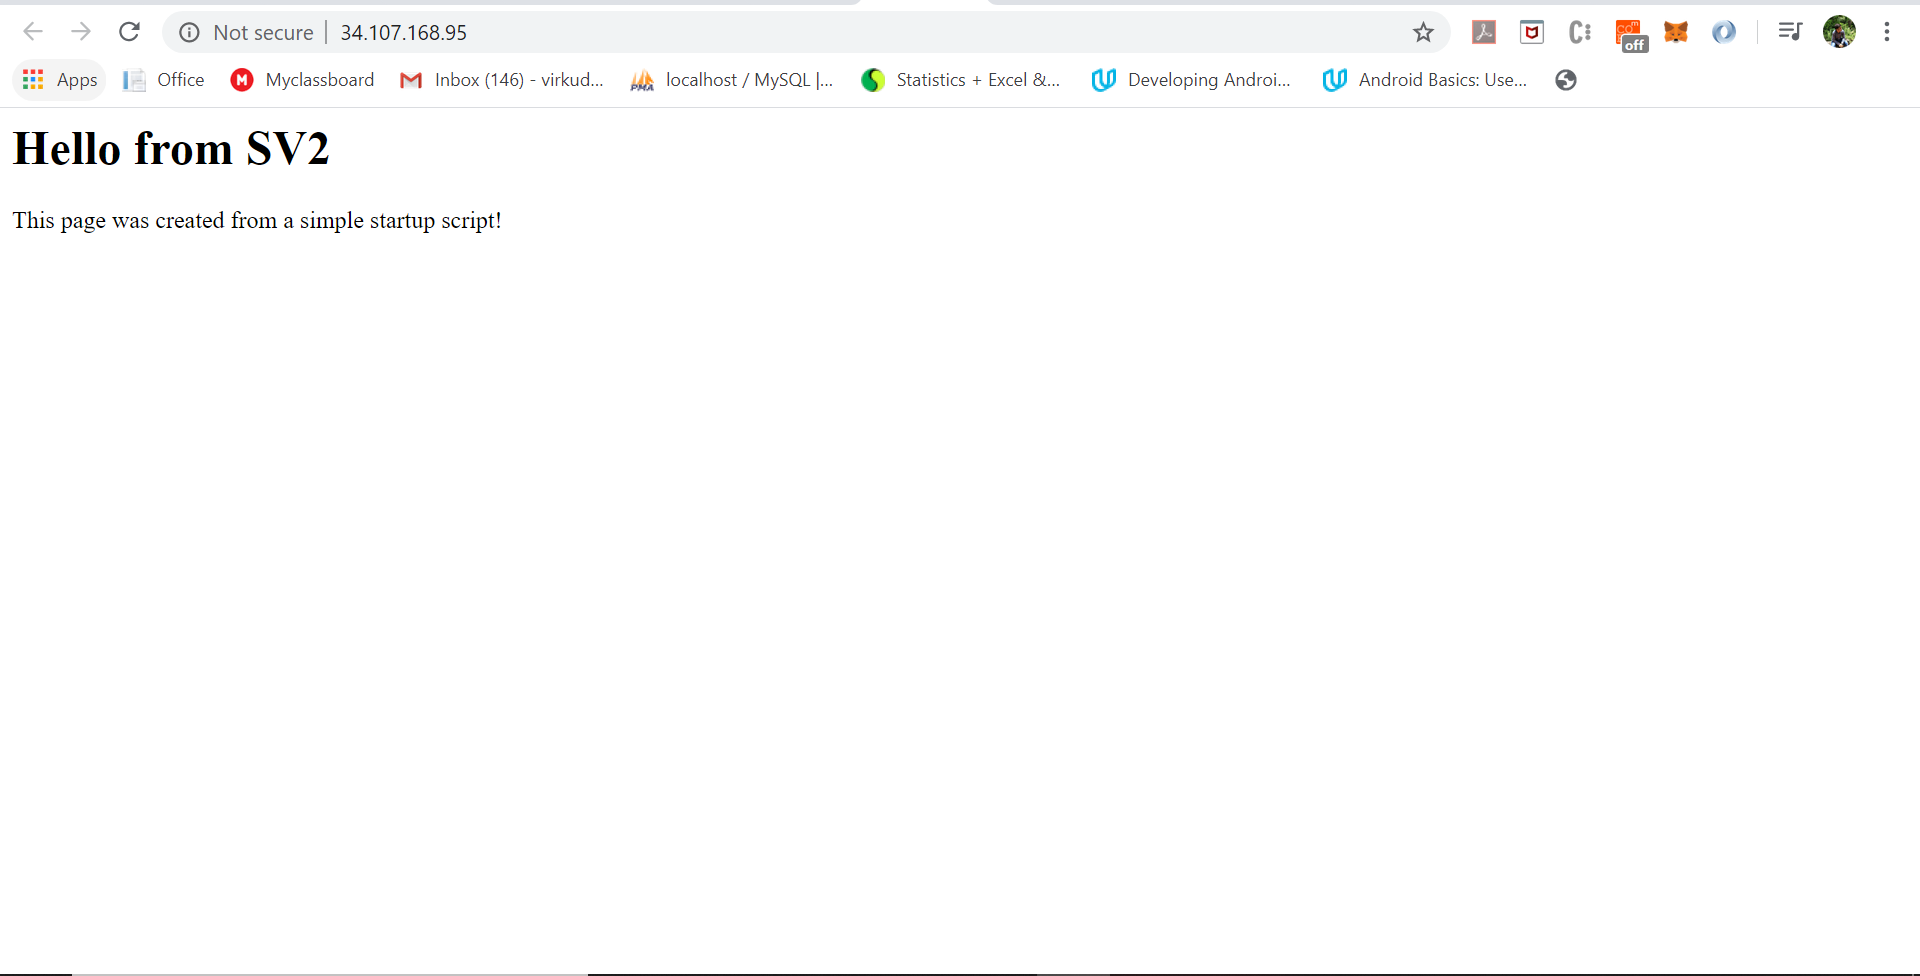 Not secure 34.107.168.95
off
Apps Office Myclassboard Inbox (146) - virkud... localhost / MySQL |... Statistics + Excel &... Developing Androi... Android Basics: Use...
Hello from SV2
This page was created from a simple startup script!